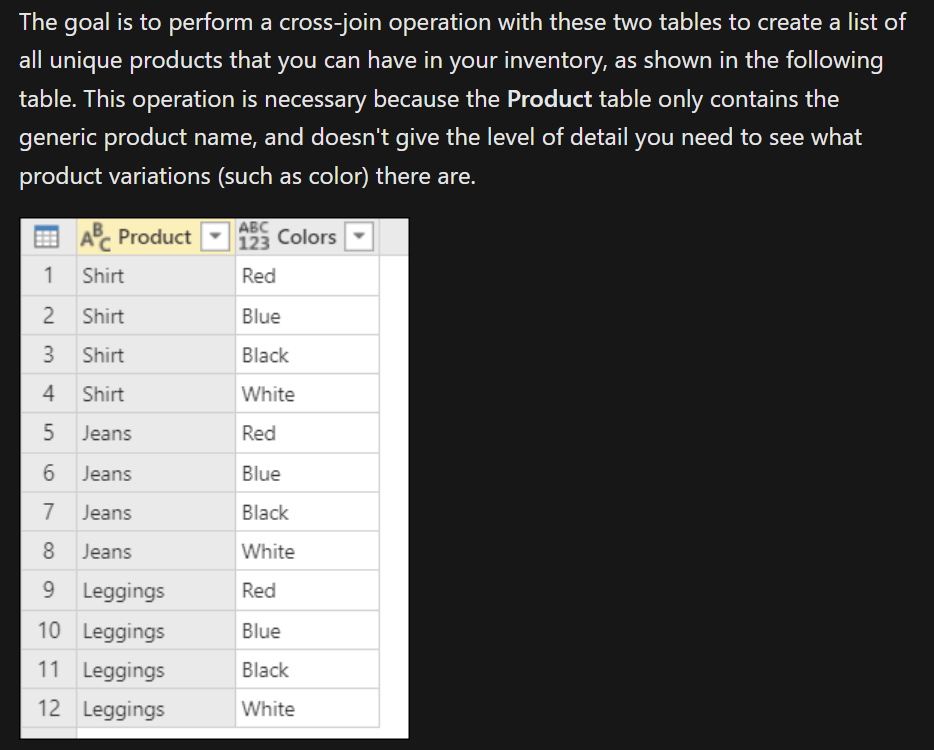 The goal is to perform a cross-join operation with these two tables to create a list of
all unique products that you can have in your inventory, as shown in the following
table. This operation is necessary because the Product table only contains the
generic product name, and doesn't give the level of detail you need to see what
product variations (such as color) there are.
ABC Product ABC 123 Colors
1 Shirt Red
2 Shirt Blue
3 Shirt Black
4 Shirt White
5 Jeans Red
6 Jeans Blue
7 Jeans Black
8 Jeans White
9 Leggings Red
10 Leggings Blue
11 Leggings Black
12 Leggings White